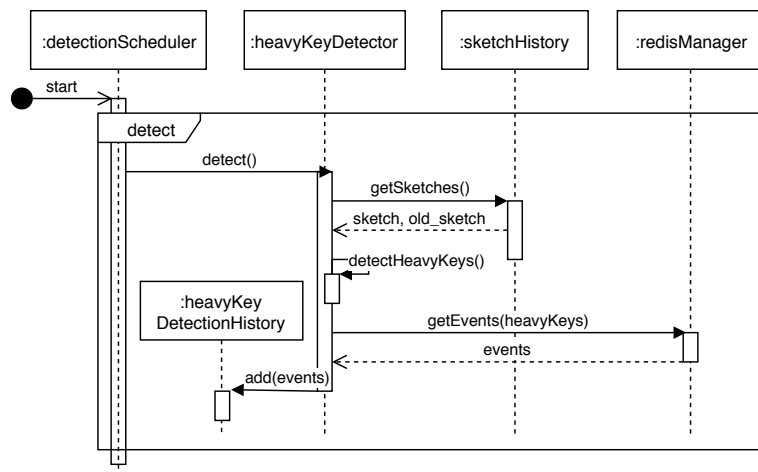 :detectionScheduler
:heavyKeyDetector
:sketchHistory
:redisManager
start
detect
detect()
getSketches()
sketch, old_sketch
detectHeavyKeys()
:heavyKey
DetectionHistory
getEvents(heavyKeys)
events
add(events)